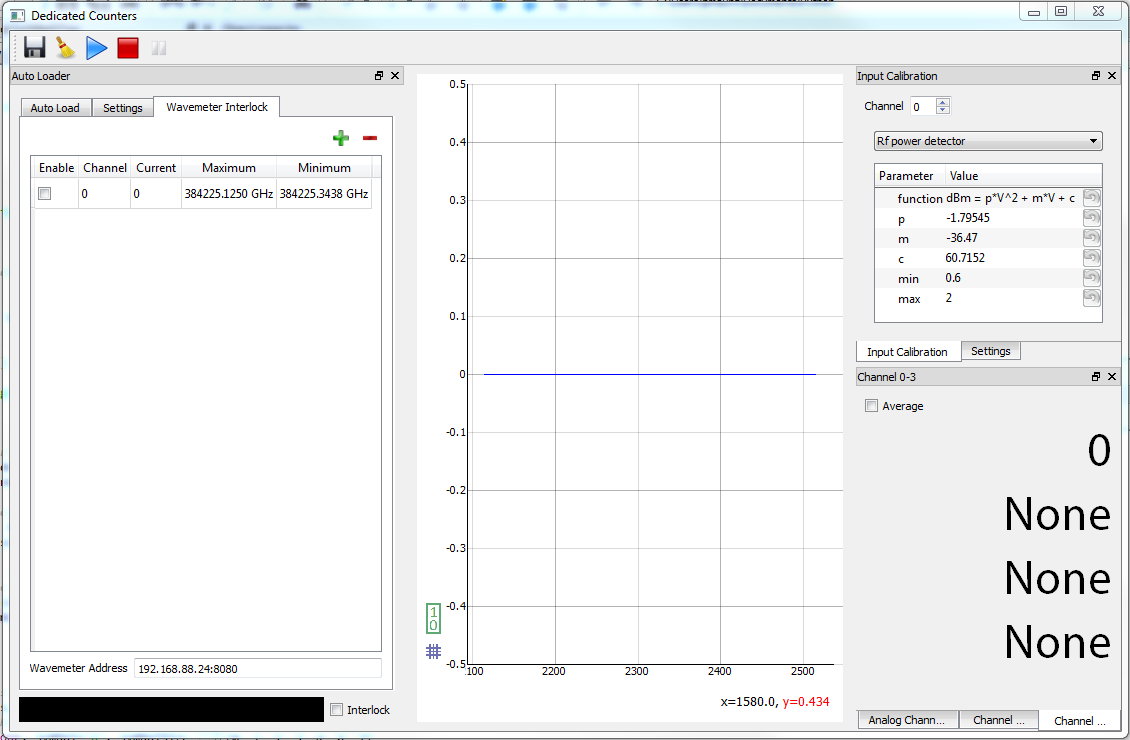 Dedicated Counters
Auto Loader
Auto Load Settings Wavemeter Interlock
Enable Channel Current Maximum Minimum
0 0 384225.1250 GHz 384225.3438 GHz
Wavemeter Address 192.168.88.24:8080
Interlock
0.5
0.4
0.3
0.2
0.1
0
-0.1
-0.2
-0.3
-0.4
-0.5
10
:100 2200 2300 2400 2500
x=1580.0, y=0.434
Input Calibration
Channel 0
Rf power detector
Parameter Value
function dBm = p*V^2 + m*V + c
p -1.79545
m -36.47
c 60.7152
min 0.6
max 2
Input Calibration Settings
Channel 0-3
Average
0
None
None
None
Analog Chann... Channel ... Channel ...